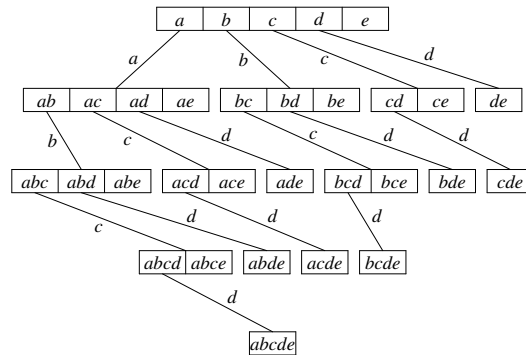 a b c d e
a b c d
ab ac ad ae bc bd be cd ce de
b c d c d d
abc abd abe acd ace ade bcd bce bde cde
c d d d
abcd abce abde acde bcde
d
abcde